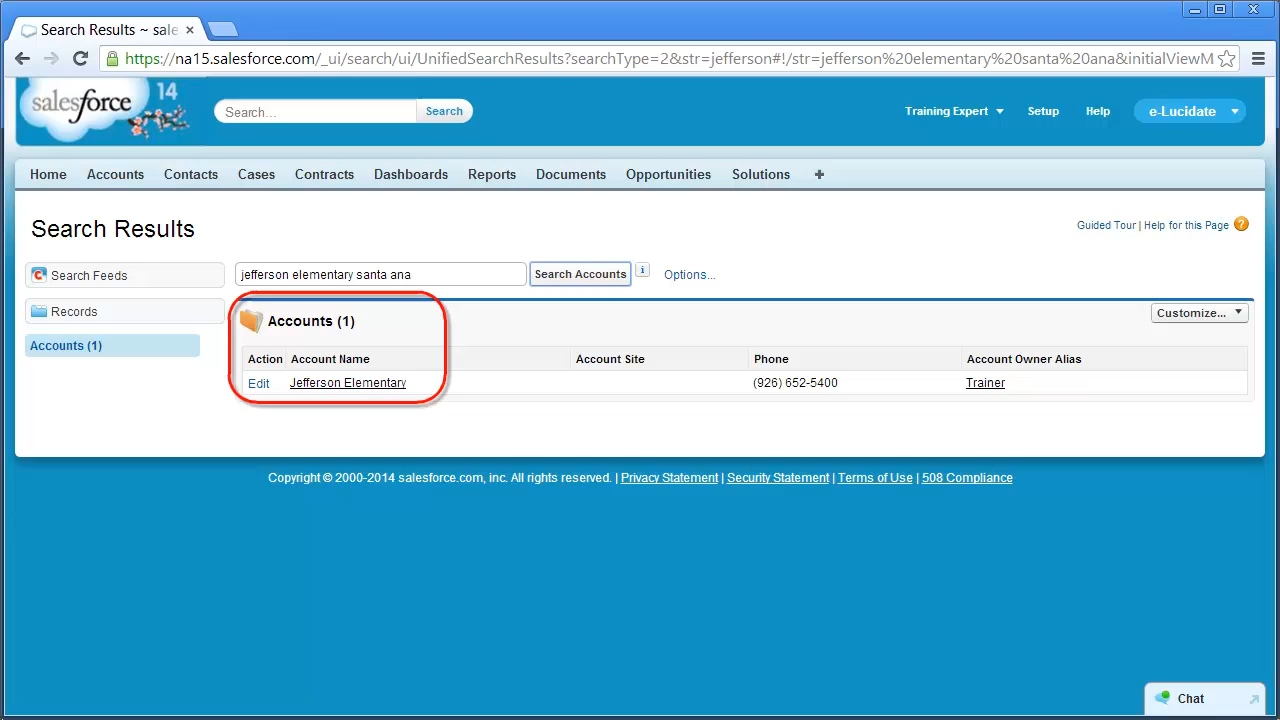 Search Results ~ sale
https://na15.salesforce.com/_ui/search/ui/UnifiedSearchResults?searchType=2&str=jefferson#!/str=jefferson%20elementary%20santa%20ana&initialViewM
salesforce 14
Search... Search
Training Expert Setup Help e-Lucidate
Home Accounts Contacts Cases Contracts Dashboards Reports Documents Opportunities Solutions +
Search Results
Guided Tour | Help for this Page ?
Search Feeds
jefferson elementary santa ana Search Accounts i Options...
Records
Accounts (1)
Customize...
Accounts (1)
Action Account Name Account Site Phone Account Owner Alias
Edit Jefferson Elementary (926) 652-5400 Trainer
Copyright © 2000-2014 salesforce.com, inc. All rights reserved. | Privacy Statement | Security Statement | Terms of Use | 508 Compliance
Chat